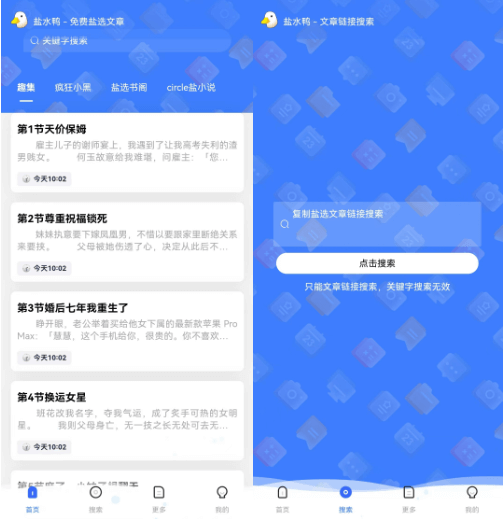 盐水鸭 - 免费盐选文章
关键字搜索
趣集 疯狂小黑 盐选书阁 circle盐小说
第1节天价保姆
雇主儿子的谢师宴上，我遇到了让我高考失利的渣
男贱女。 何玉故意给我难堪，问雇主：「您...
今天10:02
第2节尊重祝福锁死
妹妹执意要下嫁凤凰男，不惜以要跟家里断绝关系
来要挟。 父母被她伤透了心，决定从此后不...
今天10:02
第3节婚后七年我重生了
睁开眼，老公举着买给他女下属的最新款苹果 Pro
Max：「慧慧，这个手机给你，很贵的。你不喜欢...
今天10:02
第4节换运女星
班花改我名字，夺我气运，成了炙手可热的女明
星。 我则父母身亡，无一技之长无处可去无...
今天10:02
首页 搜索 更多 我的
盐水鸭 - 文章链接搜索
复制盐选文章链接搜索
点击搜索
只能文章链接搜索，关键字搜索无效
首页 搜索 更多 我的